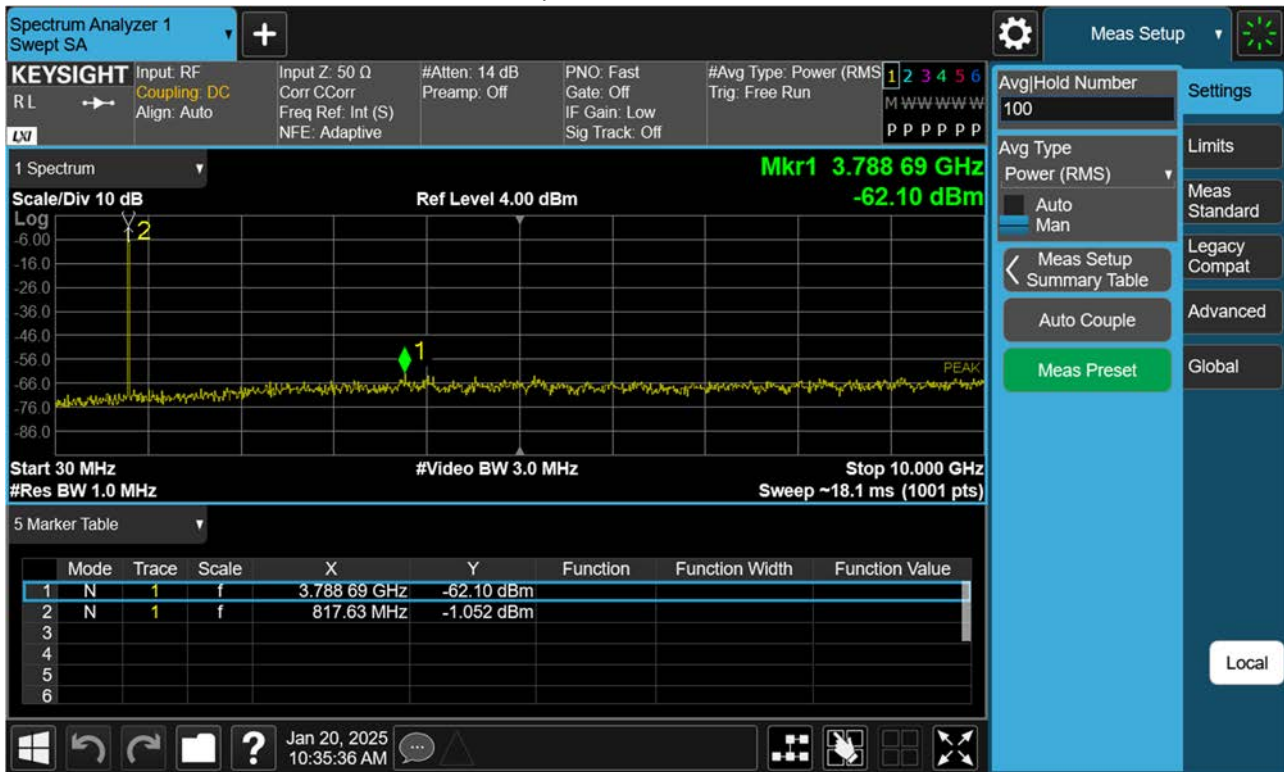 Spectrum Analyzer 1
Swept SA
+
Meas Setup
KEYSIGHT
RL
LXI
Input: RF
Coupling: DC
Align: Auto
Input Z: 50 Ω
Corr CCorr
Freq Ref: Int (S)
NFE: Adaptive
#Atten: 14 dB
Preamp: Off
PNO: Fast
Gate: Off
IF Gain: Low
Sig Track: Off
#Avg Type: Power (RMS
Trig: Free Run
1 2 3 4 5 6
M W W W W W
P P P P P P
1 Spectrum
Mkr1 3.788 69 GHz
Scale/Div 10 dB
Ref Level 4.00 dBm
-62.10 dBm
Log
-6.00
-16.0
-26.0
-36.0
-46.0
-56.0
-66.0
-76.0
-86.0
2
1
PEAK
Start 30 MHz
#Video BW 3.0 MHz
Stop 10.000 GHz
#Res BW 1.0 MHz
Sweep ~18.1 ms (1001 pts)
5 Marker Table
Mode Trace Scale X Y Function Function Width Function Value
1 N 1 f 3.788 69 GHz -62.10 dBm
2 N 1 f 817.63 MHz -1.052 dBm
3
4
5
6
?
Jan 20, 2025
10:35:36 AM
Avg|Hold Number
100
Avg Type
Power (RMS)
Auto
Man
Meas Setup
Summary Table
Auto Couple
Meas Preset
Settings
Limits
Meas
Standard
Legacy
Compat
Advanced
Global
Local